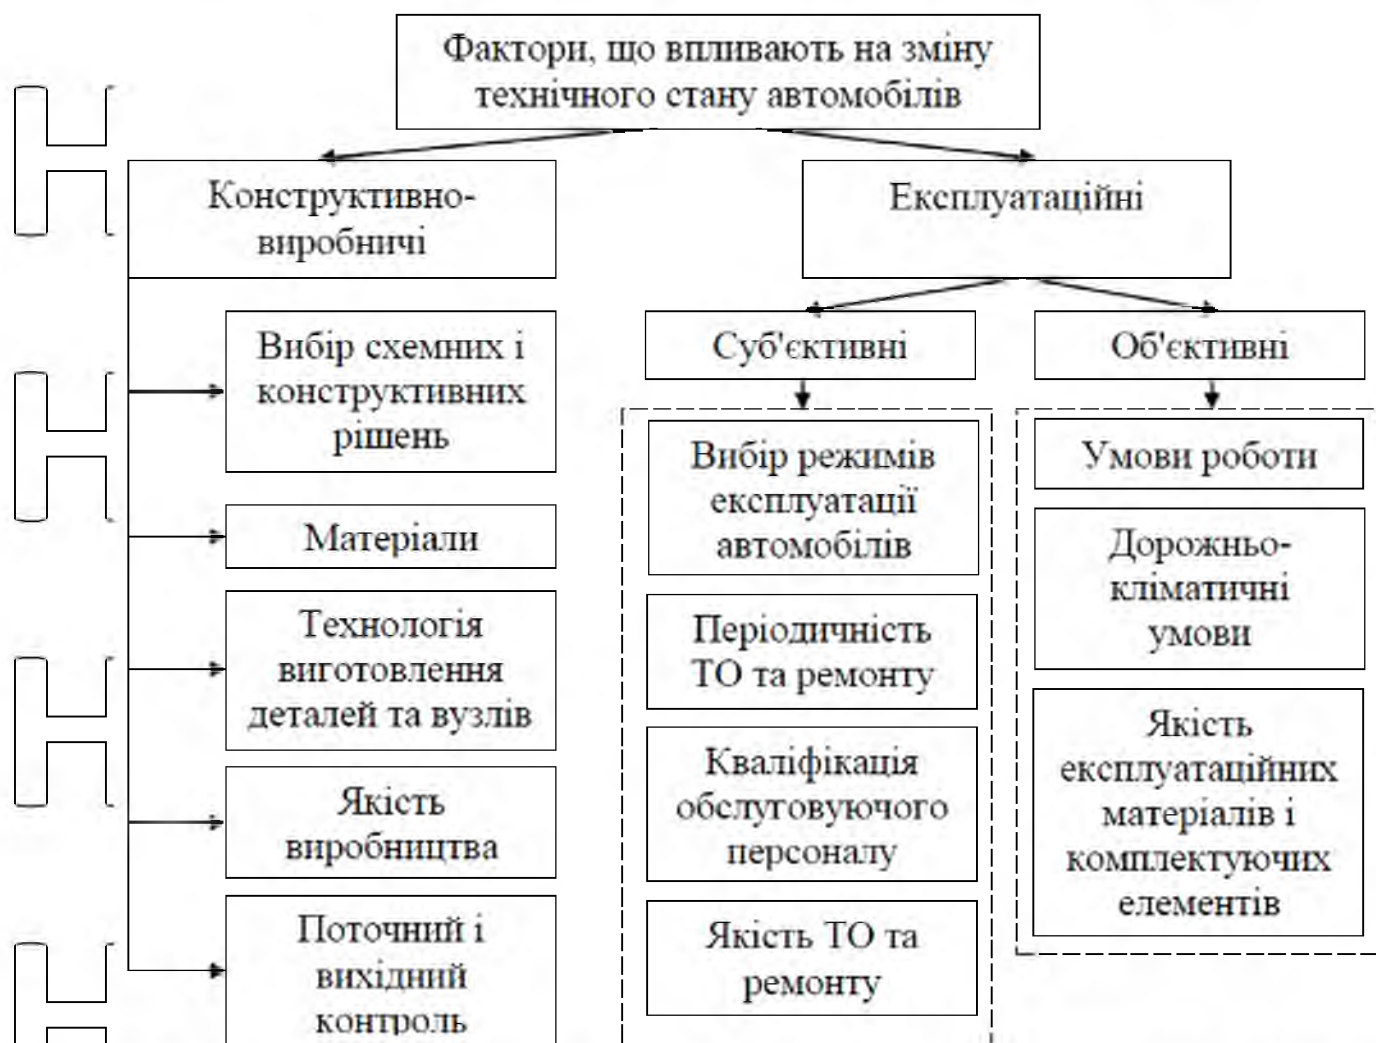 Фактори, що впливають на зміну
технічного стану автомобілів
Конструктивно-
виробничі
Експлуатаційні
Вибір схемних і
конструктивних
рішень
Матеріали
Технологія
виготовлення
деталей та вузлів
Якість
виробництва
Поточний і
вихідний
контроль
Суб'єктивні
Вибір режимів
експлуатації
автомобілів
Періодичність
ТО та ремонту
Кваліфікація
обслуговуючого
персоналу
Якість ТО та
ремонту
Об'єктивні
Умови роботи
Дорожньо-
кліматичні
умови
Якість
експлуатаційних
матеріалів і
комплектуючих
елементів